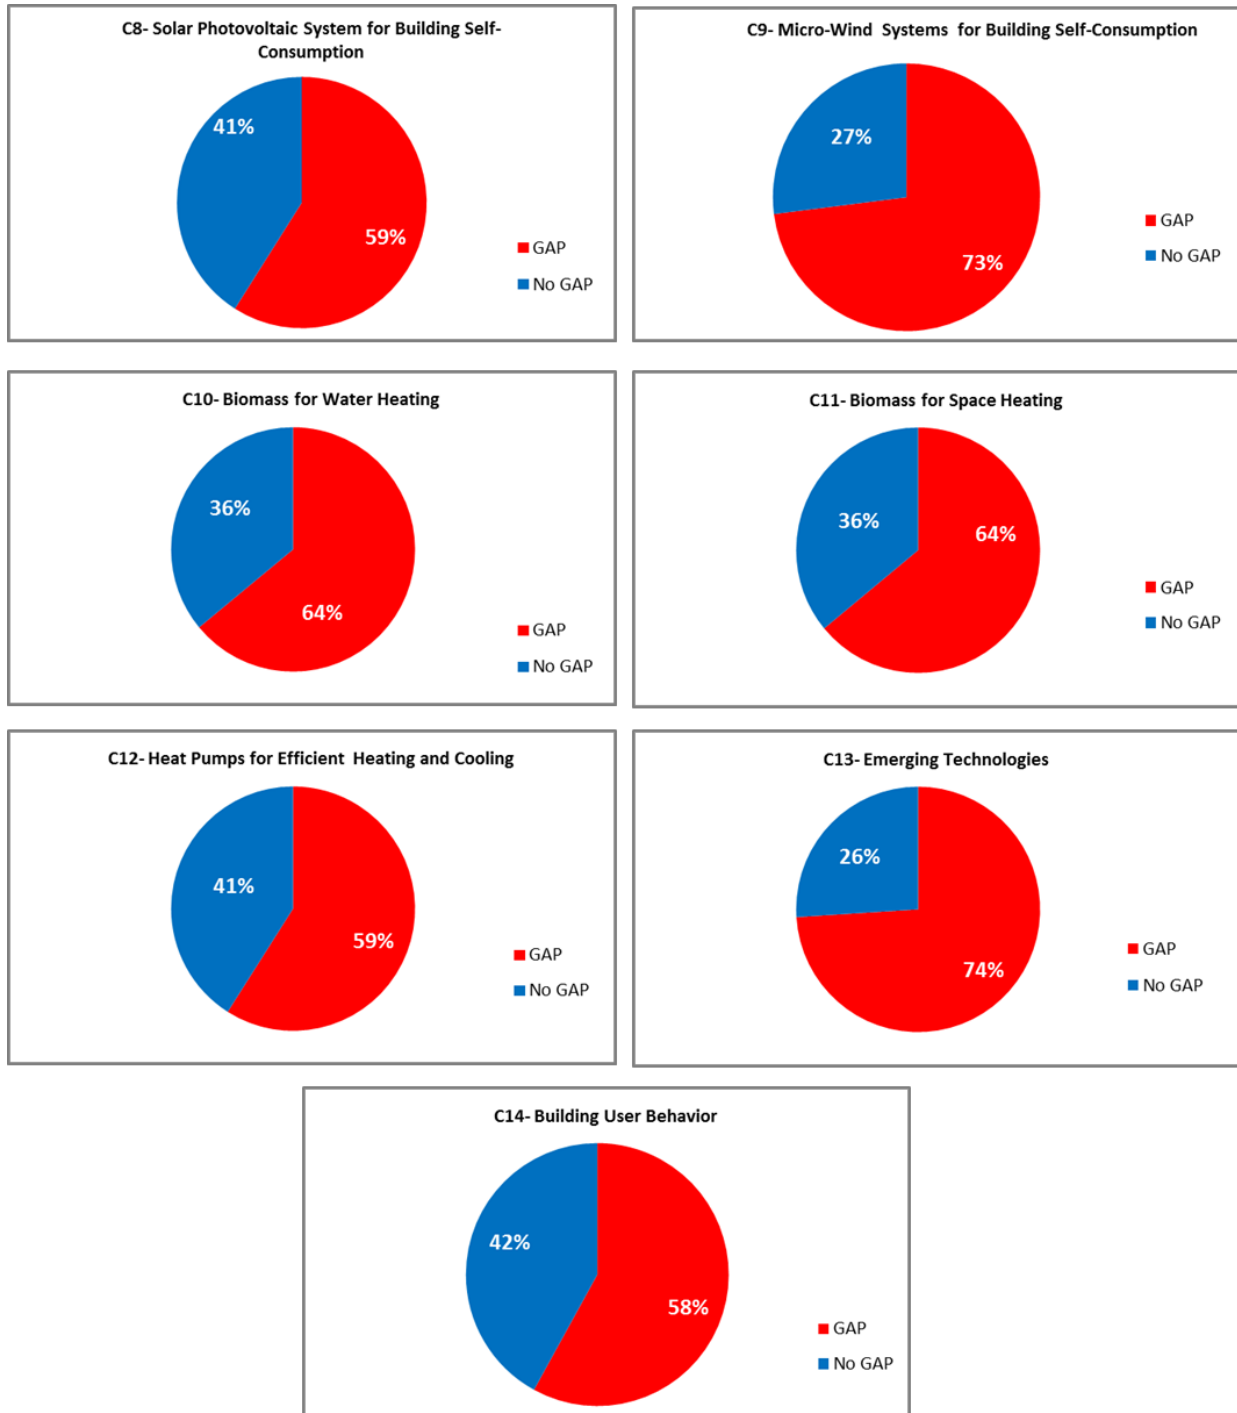 C8- Solar Photovoltaic System for Building Self-
Consumption
41%
59%
GAP
No GAP
C9- Micro-Wind Systems for Building Self-Consumption
27%
73%
GAP
No GAP
C10- Biomass for Water Heating
36%
64%
GAP
No GAP
C11- Biomass for Space Heating
36%
64%
GAP
No GAP
C12- Heat Pumps for Efficient Heating and Cooling
41%
59%
GAP
No GAP
C13- Emerging Technologies
26%
74%
GAP
No GAP
C14- Building User Behavior
42%
58%
GAP
No GAP